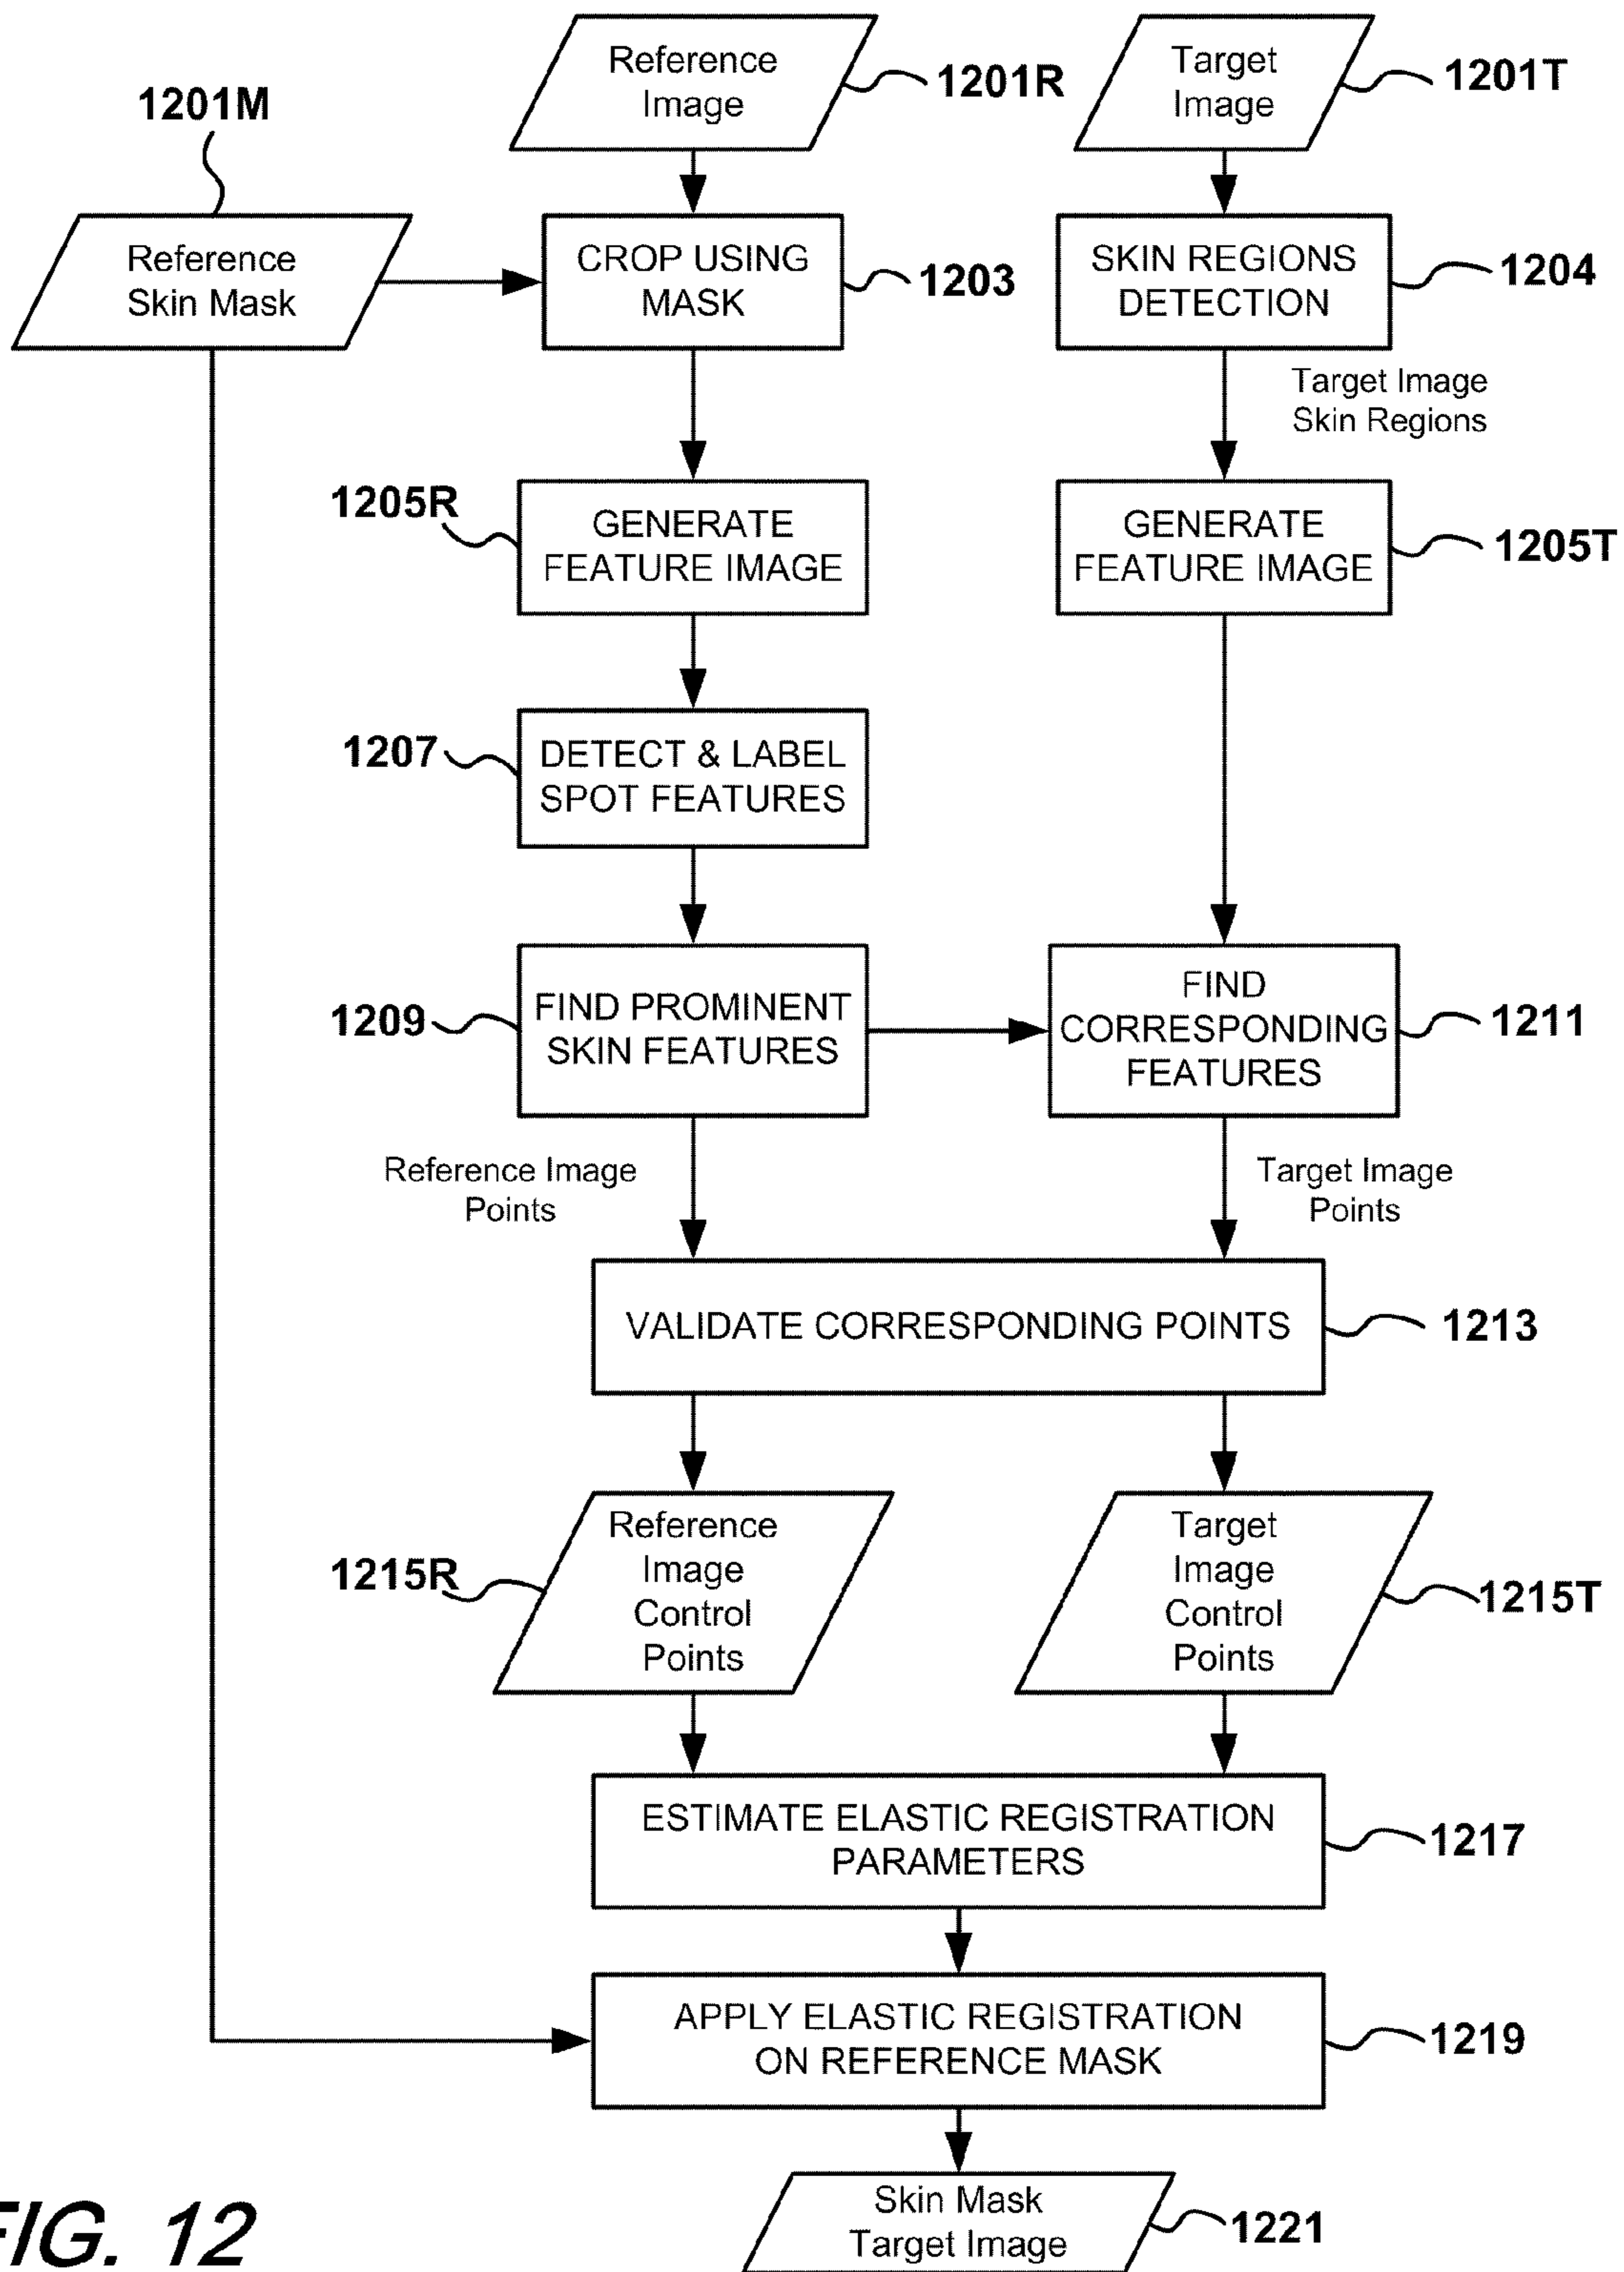 Reference
Image
1201R
Target
Image
1201T
1201M
Reference
Skin Mask
CROP USING
MASK
1203
SKIN REGIONS
DETECTION
1204
Target Image
Skin Regions
1205R
GENERATE
FEATURE IMAGE
GENERATE
FEATURE IMAGE
1205T
1207
DETECT & LABEL
SPOT FEATURES
1209
FIND PROMINENT
SKIN FEATURES
FIND
CORRESPONDING
FEATURES
1211
Reference Image
Points
Target Image
Points
VALIDATE CORRESPONDING POINTS
1213
1215R
Reference
Image
Control
Points
Target
Image
Control
Points
1215T
ESTIMATE ELASTIC REGISTRATION
PARAMETERS
1217
APPLY ELASTIC REGISTRATION
ON REFERENCE MASK
1219
Skin Mask
Target Image
1221
FIG. 12